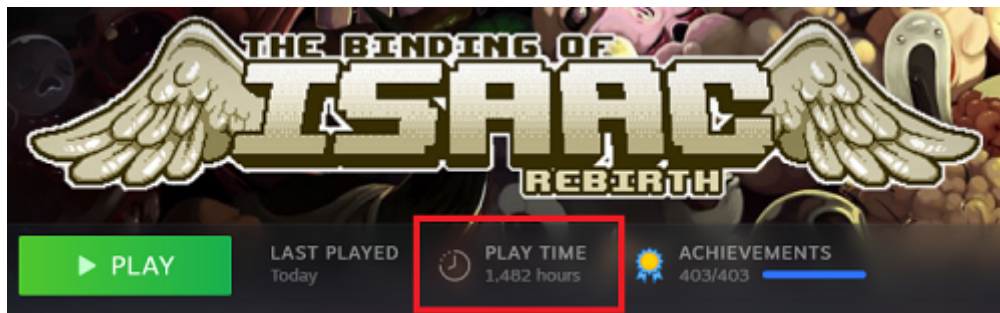 THE BINDING OF
ISAAC
REBIRTH
PLAY
LAST PLAYED
Today
PLAY TIME
1,482 hours
ACHIEVEMENTS
403/403